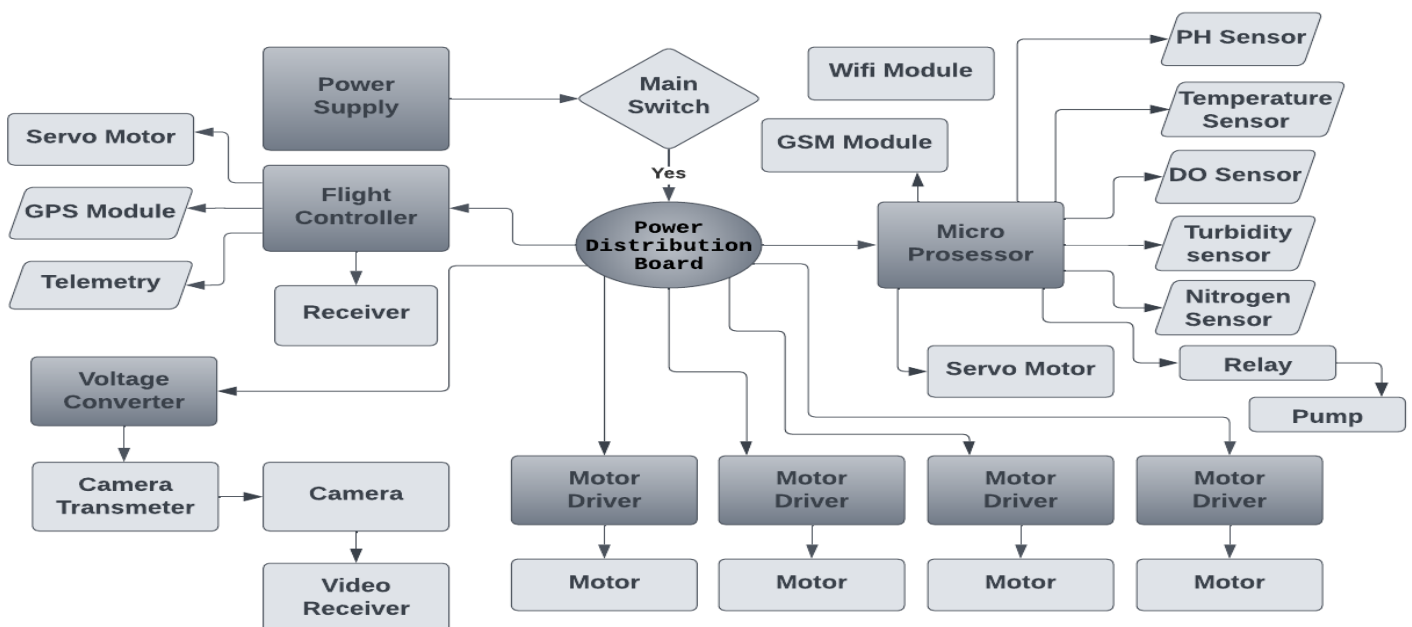 PH Sensor
Power
Supply
Main
Switch
Wifi Module
Temperature
Sensor
Servo Motor
GSM Module
Yes
DO Sensor
GPS Module
Flight
Controller
Power
Distribution
Board
Micro
Prosessor
Turbidity
sensor
Telemetry
Receiver
Nitrogen
Sensor
Voltage
Converter
Servo Motor
Relay
Pump
Camera
Transmeter
Camera
Motor
Driver
Motor
Driver
Motor
Driver
Motor
Driver
Video
Receiver
Motor
Motor
Motor
Motor